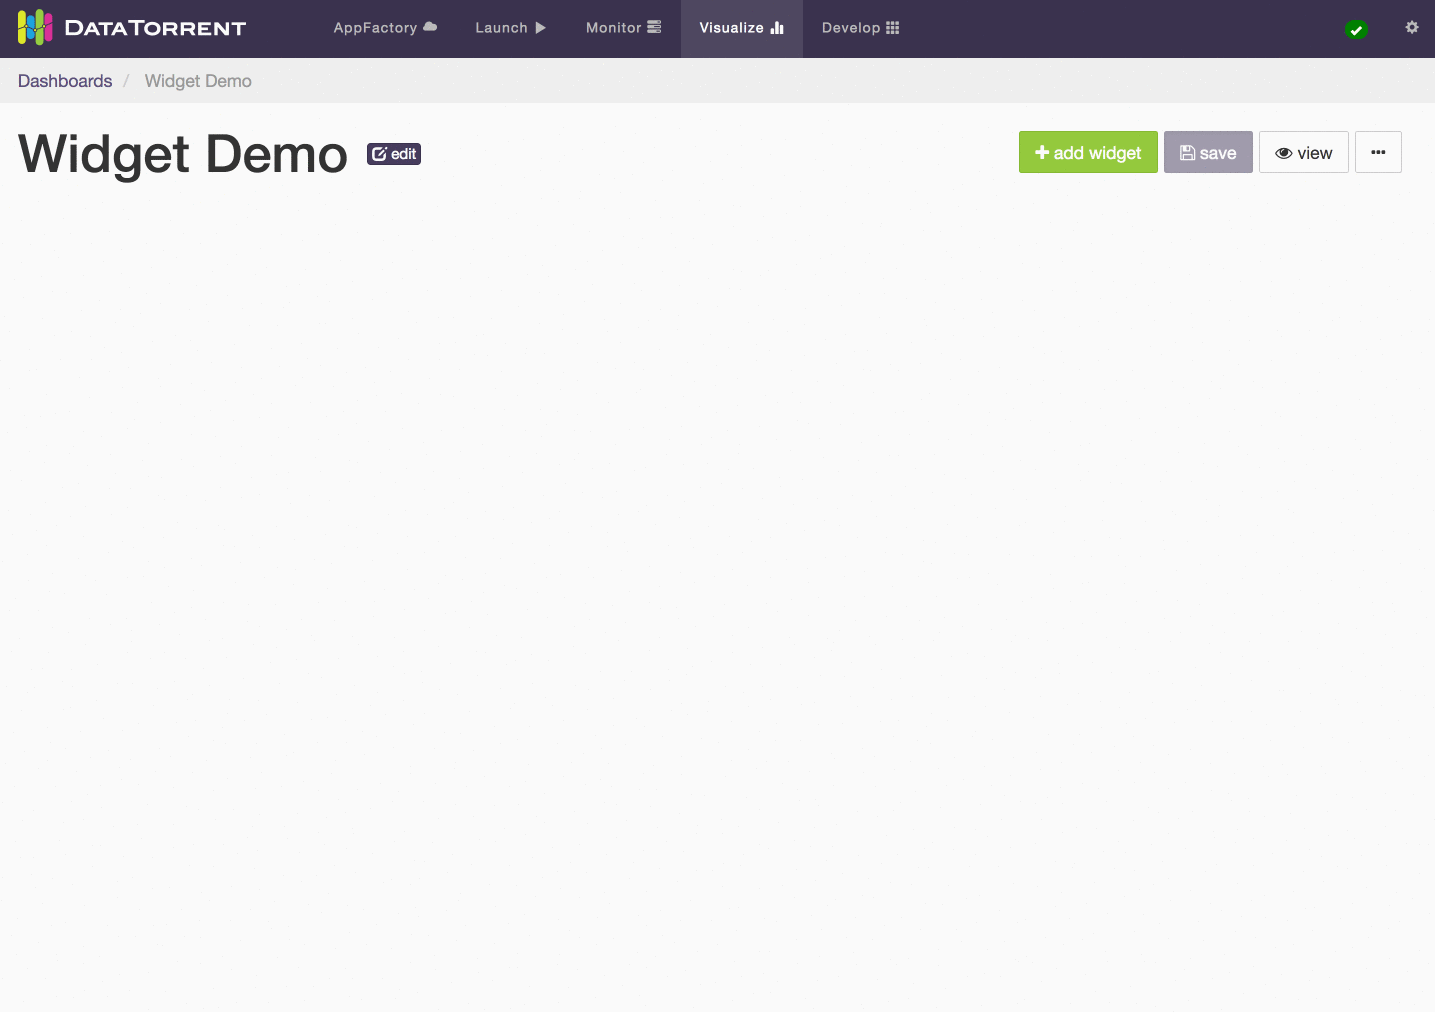 DATATORRENT
AppFactory
Launch
Monitor
Visualize
Develop
Dashboards / Widget Demo
Widget Demo
edit
add widget
save
view